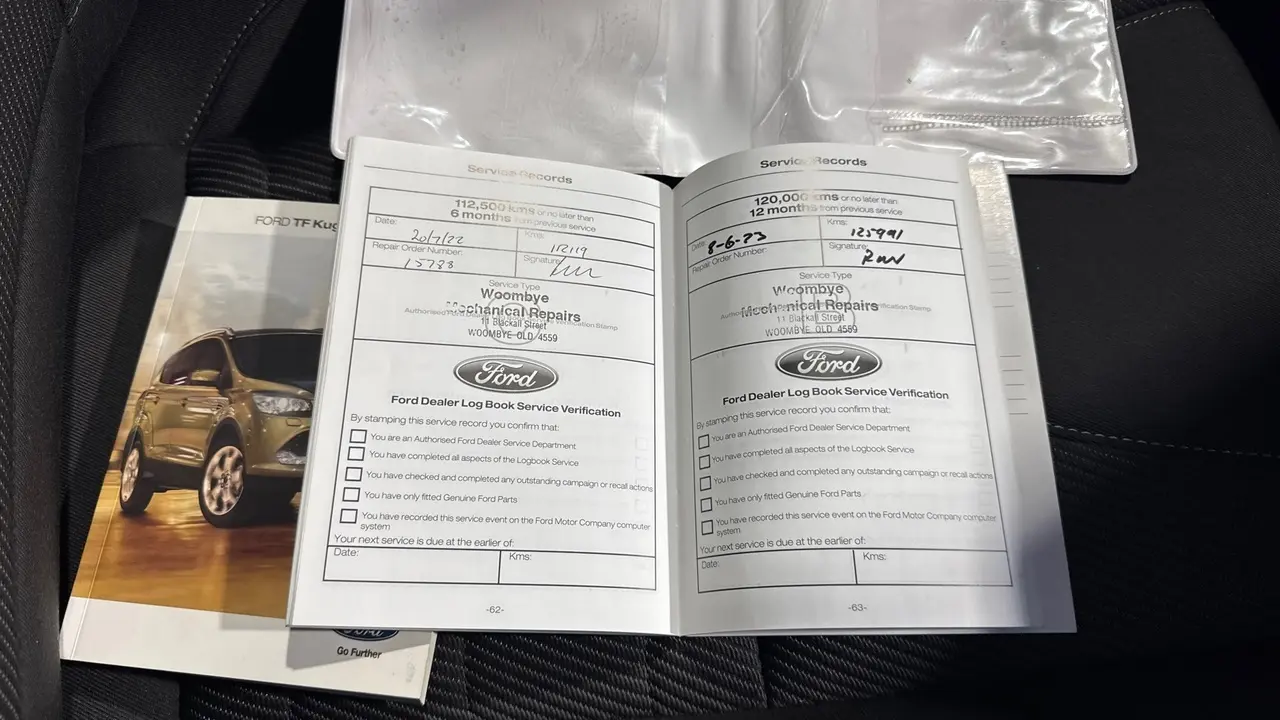 FORD TF Kug
Go Further
Service Records
112,500 kms or no later than
6 months from previous service
Date: 20/7/22
Kms:
Repair Order Number: 15788
Signature:
Service Type
Woombye
Mechanical Repairs
11 Blackall Street
WOOMBYE QLD 4559
Ford
Ford Dealer Log Book Service Verification
By stamping this service record you confirm that:
You are an Authorised Ford Dealer Service Department
You have completed all aspects of the Logbook Service
You have checked and completed any outstanding campaign or recall actions
You have only fitted Genuine Ford Parts
You have recorded this service event on the Ford Motor Company computer
system
Your next service is due at the earlier of:
Date:
Kms:
-62-
Service Records
120,000 kms or no later than
12 months from previous service
Date: 8-6-23
Kms: 125991
Repair Order Number:
Signature:
Service Type
Woombye
Mechanical Repairs
11 Blackall Street
WOOMBYE QLD 4559
Ford
Ford Dealer Log Book Service Verification
By stamping this service record you confirm that:
You are an Authorised Ford Dealer Service Department
You have completed all aspects of the Logbook Service
You have checked and completed any outstanding campaign or recall actions
You have only fitted Genuine Ford Parts
You have recorded this service event on the Ford Motor Company computer
system
Your next service is due at the earlier of:
Date:
Kms:
-63-